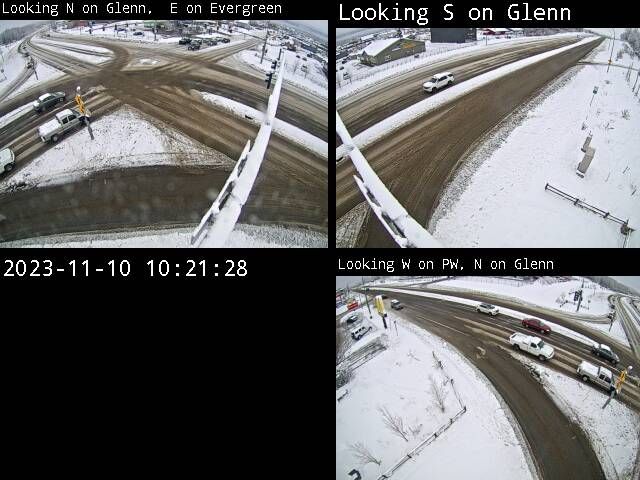 Looking N on Glenn,  E on Evergreen
Looking S on Glenn
2023-11-10 10:21:28
Looking W on PW, N on Glenn